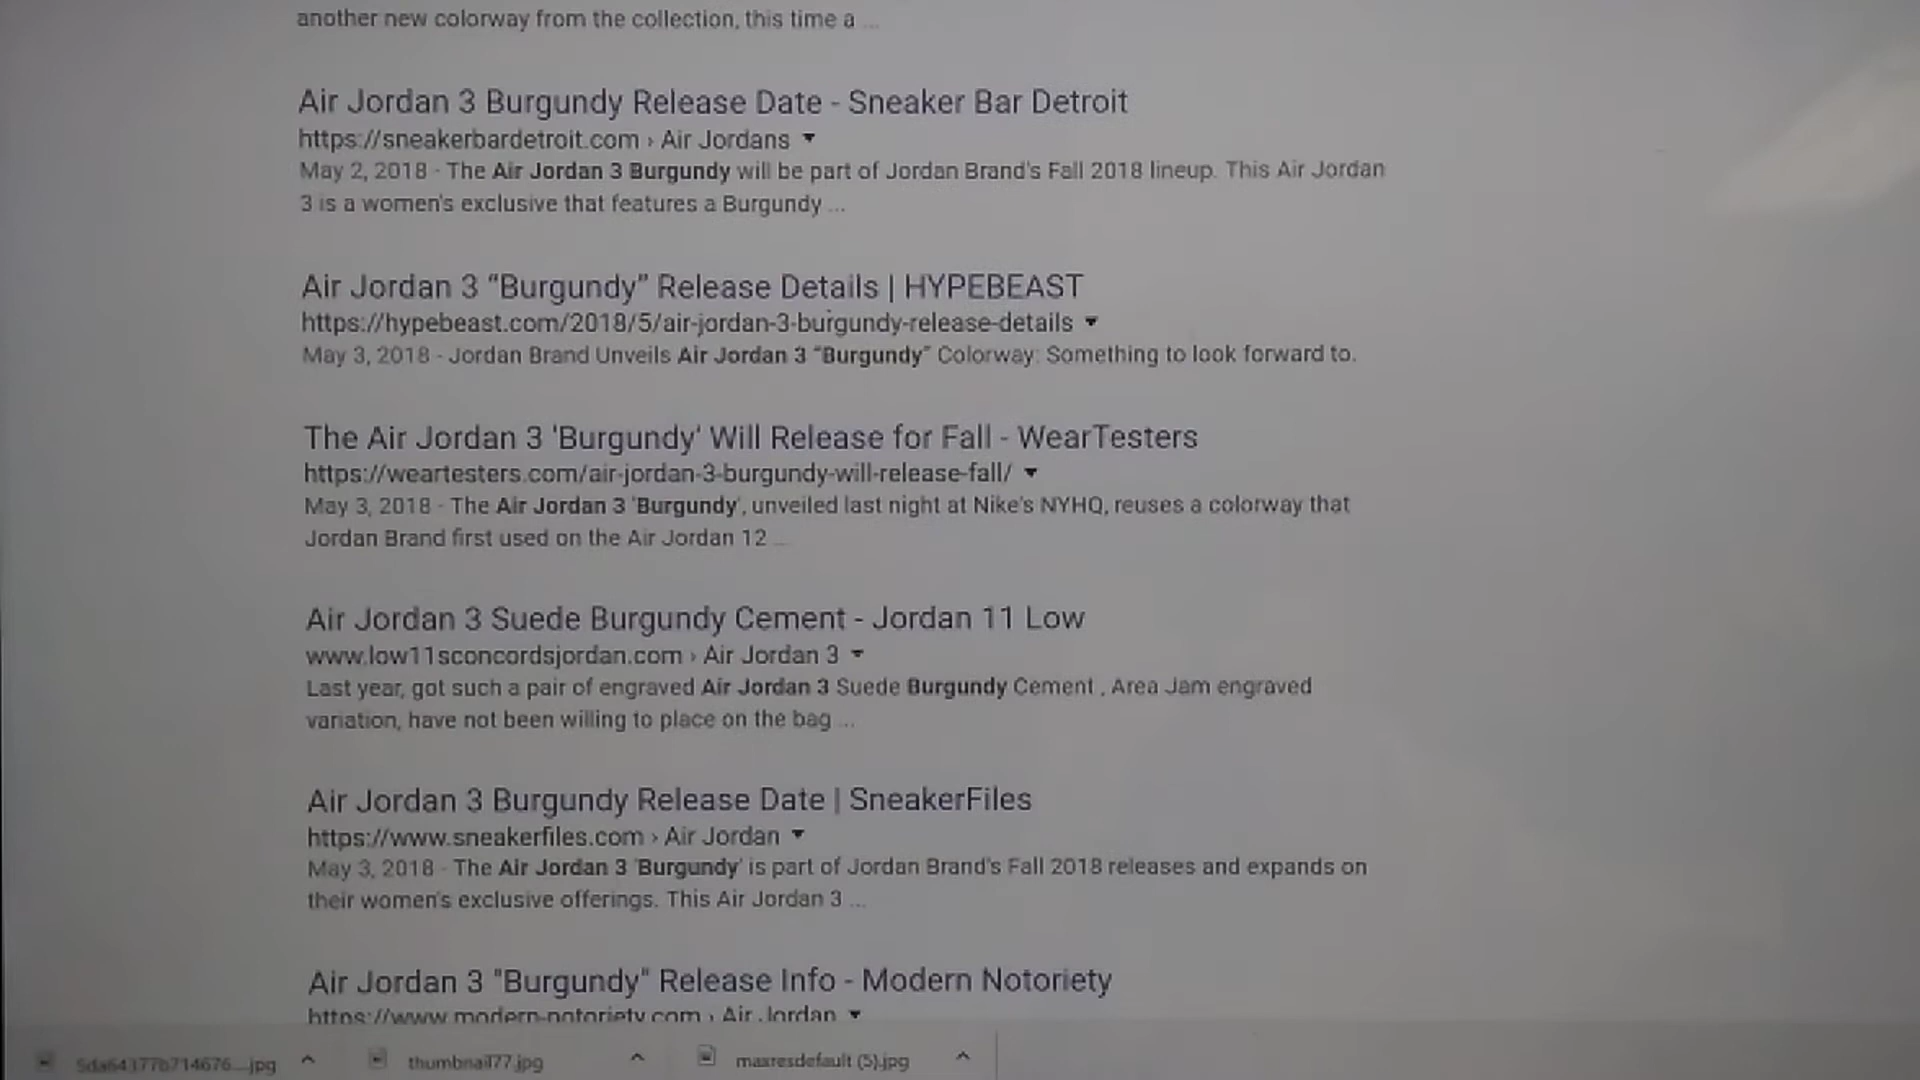 another new colorway from the collection, this time a ...
Air Jordan 3 Burgundy Release Date - Sneaker Bar Detroit
https://sneakerbardetroit.com › Air Jordans ▼
May 2, 2018 - The Air Jordan 3 Burgundy will be part of Jordan Brand's Fall 2018 lineup. This Air Jordan
3 is a women's exclusive that features a Burgundy ...
Air Jordan 3 “Burgundy” Release Details | HYPEBEAST
https://hypebeast.com/2018/5/air-jordan-3-burgundy-release-details ▼
May 3, 2018 - Jordan Brand Unveils Air Jordan 3 “Burgundy” Colorway: Something to look forward to.
The Air Jordan 3 'Burgundy' Will Release for Fall - WearTesters
https://weartesters.com/air-jordan-3-burgundy-will-release-fall/ ▼
May 3, 2018 - The Air Jordan 3 'Burgundy', unveiled last night at Nike's NYHQ, reuses a colorway that
Jordan Brand first used on the Air Jordan 12 ...
Air Jordan 3 Suede Burgundy Cement - Jordan 11 Low
www.low11sconcordsjordan.com › Air Jordan 3 ▼
Last year, got such a pair of engraved Air Jordan 3 Suede Burgundy Cement , Area Jam engraved
variation, have not been willing to place on the bag ...
Air Jordan 3 Burgundy Release Date | SneakerFiles
https://www.sneakerfiles.com › Air Jordan ▼
May 3, 2018 - The Air Jordan 3 'Burgundy' is part of Jordan Brand's Fall 2018 releases and expands on
their women's exclusive offerings. This Air Jordan 3 ...
Air Jordan 3 "Burgundy" Release Info - Modern Notoriety
https://www.modern-notoriety.com › Air Jordan ▼
5da64377b714676....jpg
thumbnail77.jpg
maxresdefault (5).jpg